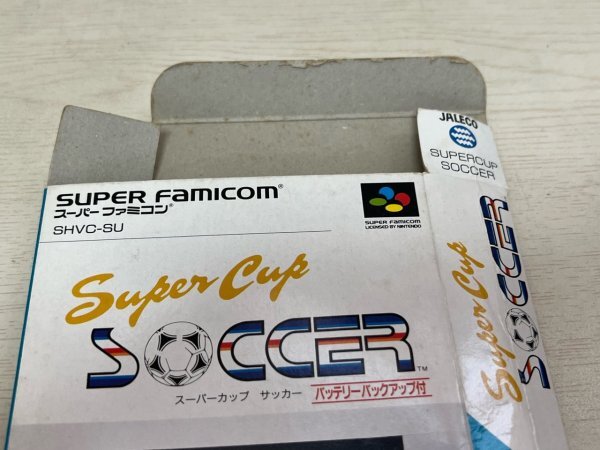 SUPER FAMICOM®
スーパーファミコン®
SHVC-SU
SUPER FAMICOM
LICENSED BY NINTENDO
Super Cup
SOCCER™
スーパーカップ サッカー バッテリーバックアップ付
JALECO
SUPERCUP
SOCCER
Super Cup
SOCCER